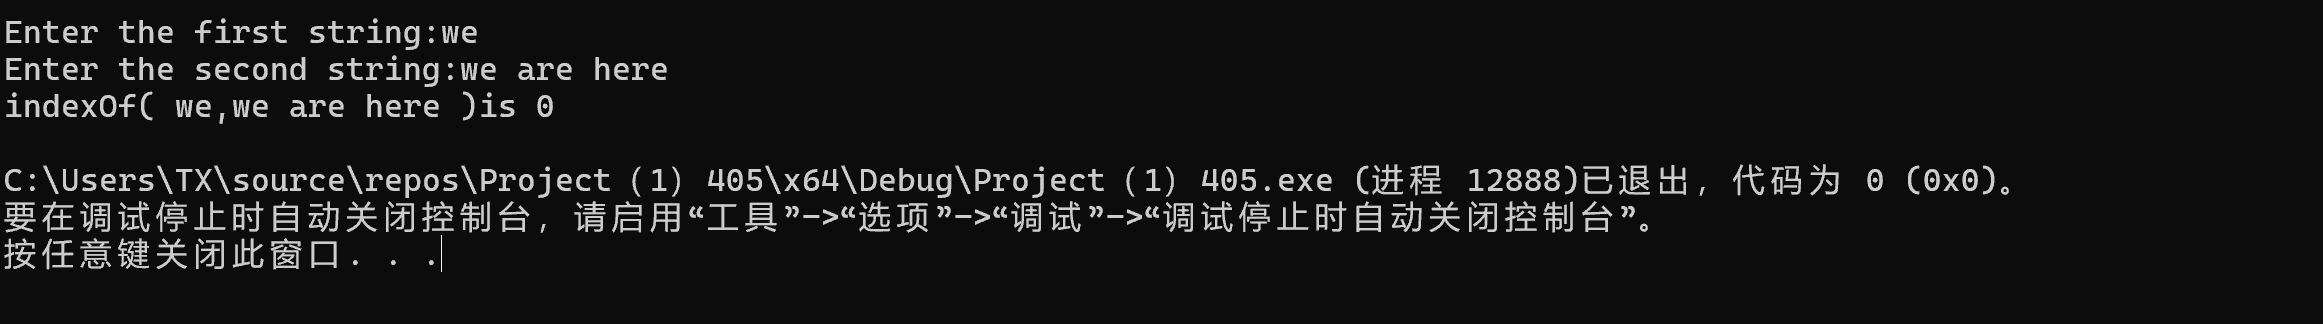 Enter the first string:we
Enter the second string:we are here
indexOf( we,we are here )is 0
C:\Users\TX\source\repos\Project（1）405\x64\Debug\Project（1）405.exe (进程 12888)已退出，代码为 0 (0x0)。
要在调试停止时自动关闭控制台，请启用“工具”->“选项”->“调试”->“调试停止时自动关闭控制台”。
按任意键关闭此窗口. . .